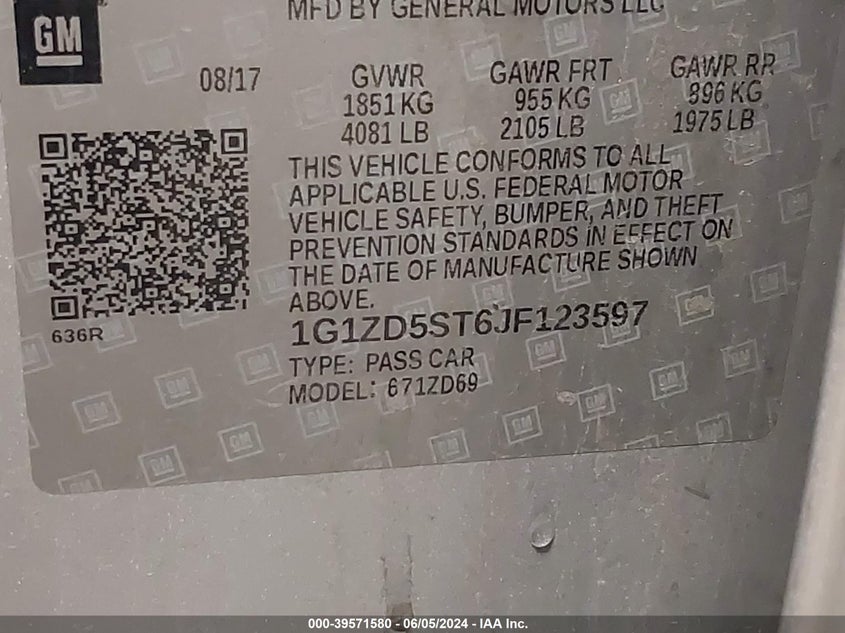 GM
MFD BY GENERAL MOTORS LLC
08/17 GVWR GAWR FRT GAWR RR
1851 KG 955 KG 896 KG
4081 LB 2105 LB 1975 LB
THIS VEHICLE CONFORMS TO ALL
APPLICABLE U.S. FEDERAL MOTOR
VEHICLE SAFETY, BUMPER, AND THEFT
PREVENTION STANDARDS IN EFFECT ON
THE DATE OF MANUFACTURE SHOWN
ABOVE.
636R
1G1ZD5ST6JF123597
TYPE: PASS CAR
MODEL: 671ZD69
000-39571580 - 06/05/2024 - IAA Inc.